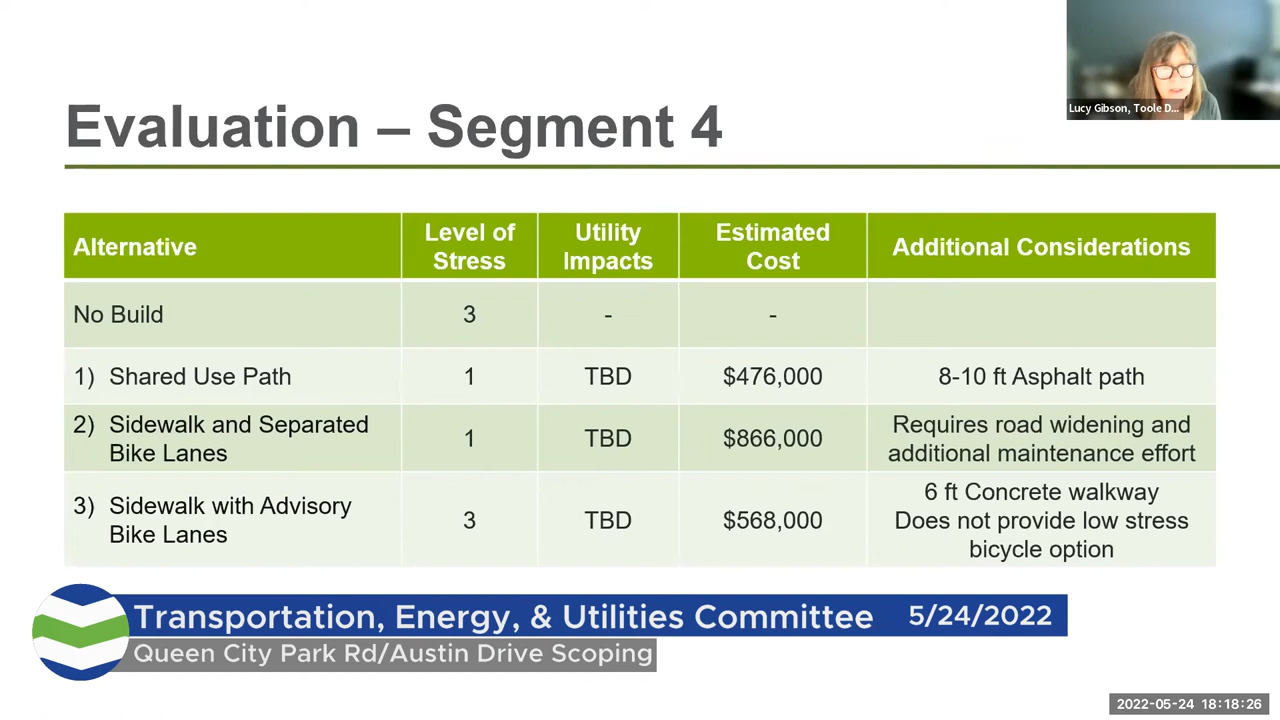 Lucy Gibson, Toole D...
Evaluation – Segment 4
Alternative
Level of
Stress
Utility
Impacts
Estimated
Cost
Additional Considerations
No Build
3
-
-
1) Shared Use Path
1
TBD
$476,000
8-10 ft Asphalt path
2) Sidewalk and Separated
Bike Lanes
1
TBD
$866,000
Requires road widening and
additional maintenance effort
3) Sidewalk with Advisory
Bike Lanes
3
TBD
$568,000
6 ft Concrete walkway
Does not provide low stress
bicycle option
Transportation, Energy, & Utilities Committee 5/24/2022
Queen City Park Rd/Austin Drive Scoping
2022-05-24 18:18:26